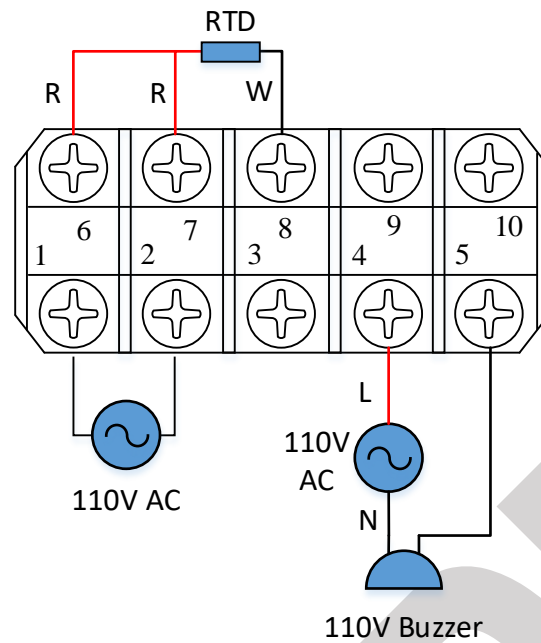 RTD
R R W
6 7 8 9 10
1 2 3 4 5
L
110V
AC
110V AC
N
110V Buzzer